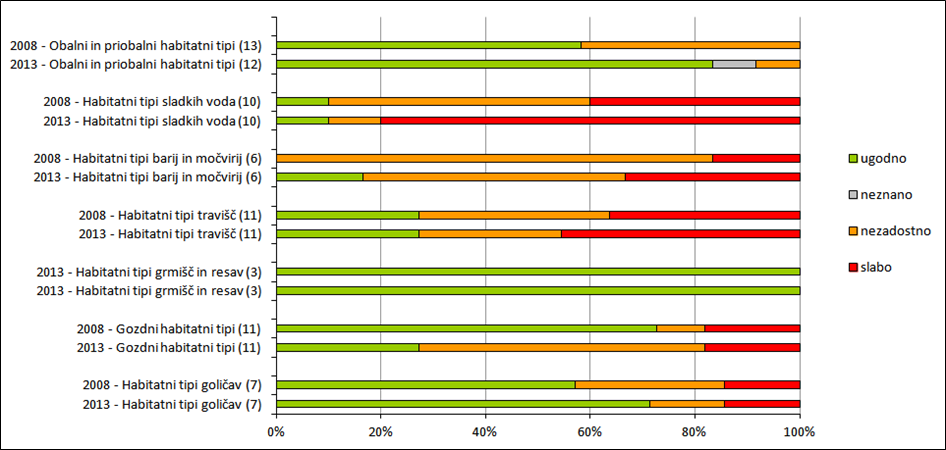 2008 - Obalni in priobalni habitatni tipi (13)
2013 - Obalni in priobalni habitatni tipi (12)
2008 - Habitatni tipi sladkih voda (10)
2013 - Habitatni tipi sladkih voda (10)
2008 - Habitatni tipi barij in močvirij (6)
2013 - Habitatni tipi barij in močvirij (6)
2008 - Habitatni tipi travišč (11)
2013 - Habitatni tipi travišč (11)
2013 - Habitatni tipi grmišč in resav (3)
2013 - Habitatni tipi grmišč in resav (3)
2008 - Gozdni habitatni tipi (11)
2013 - Gozdni habitatni tipi (11)
2008 - Habitatni tipi goličav (7)
2013 - Habitatni tipi goličav (7)
0% 20% 40% 60% 80% 100%
ugodno
neznano
nezadostno
slabo